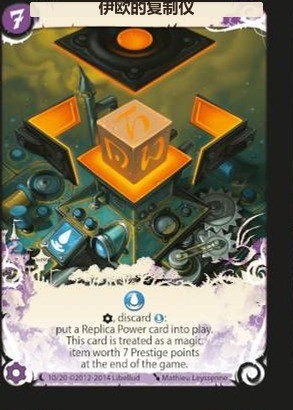 伊欧的复制仪
7
, discard :
put a Replica Power card into play.
This card is treated as a magic
item worth 7 Prestige points
at the end of the game.
10/20 ©2012-2014 Libellud Mathieu Leyssenne